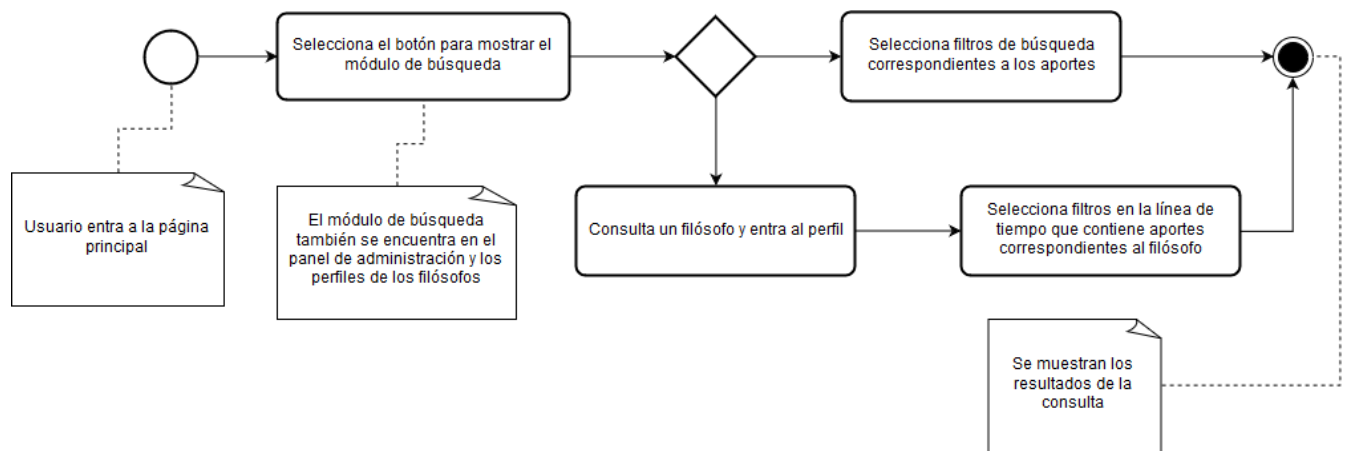 Selecciona el botón para mostrar el
módulo de búsqueda
Selecciona filtros de búsqueda
correspondientes a los aportes
Usuario entra a la página
principal
El módulo de búsqueda
también se encuentra en el
panel de administración y los
perfiles de los filósofos
Consulta un filósofo y entra al perfil
Selecciona filtros en la línea de
tiempo que contiene aportes
correspondientes al filósofo
Se muestran los
resultados de la
consulta